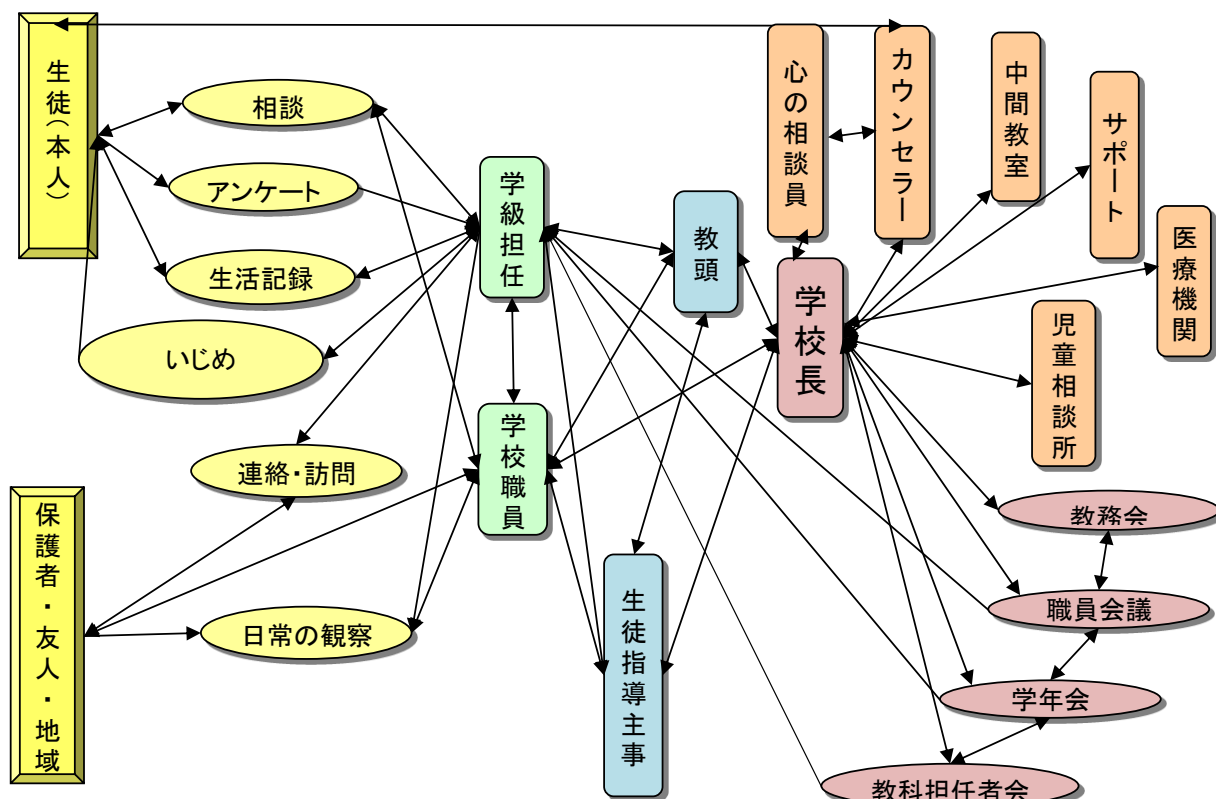 生徒(本人)
相談
アンケート
生活記録
いじめ
連絡・訪問
保護者・友人・地域
日常の観察
学級担任
学校職員
教頭
生徒指導主事
心の相談員
カウンセラー
学校長
中間教室
サポート
医療機関
児童相談所
教務会
職員会議
学年会
教科担任者会